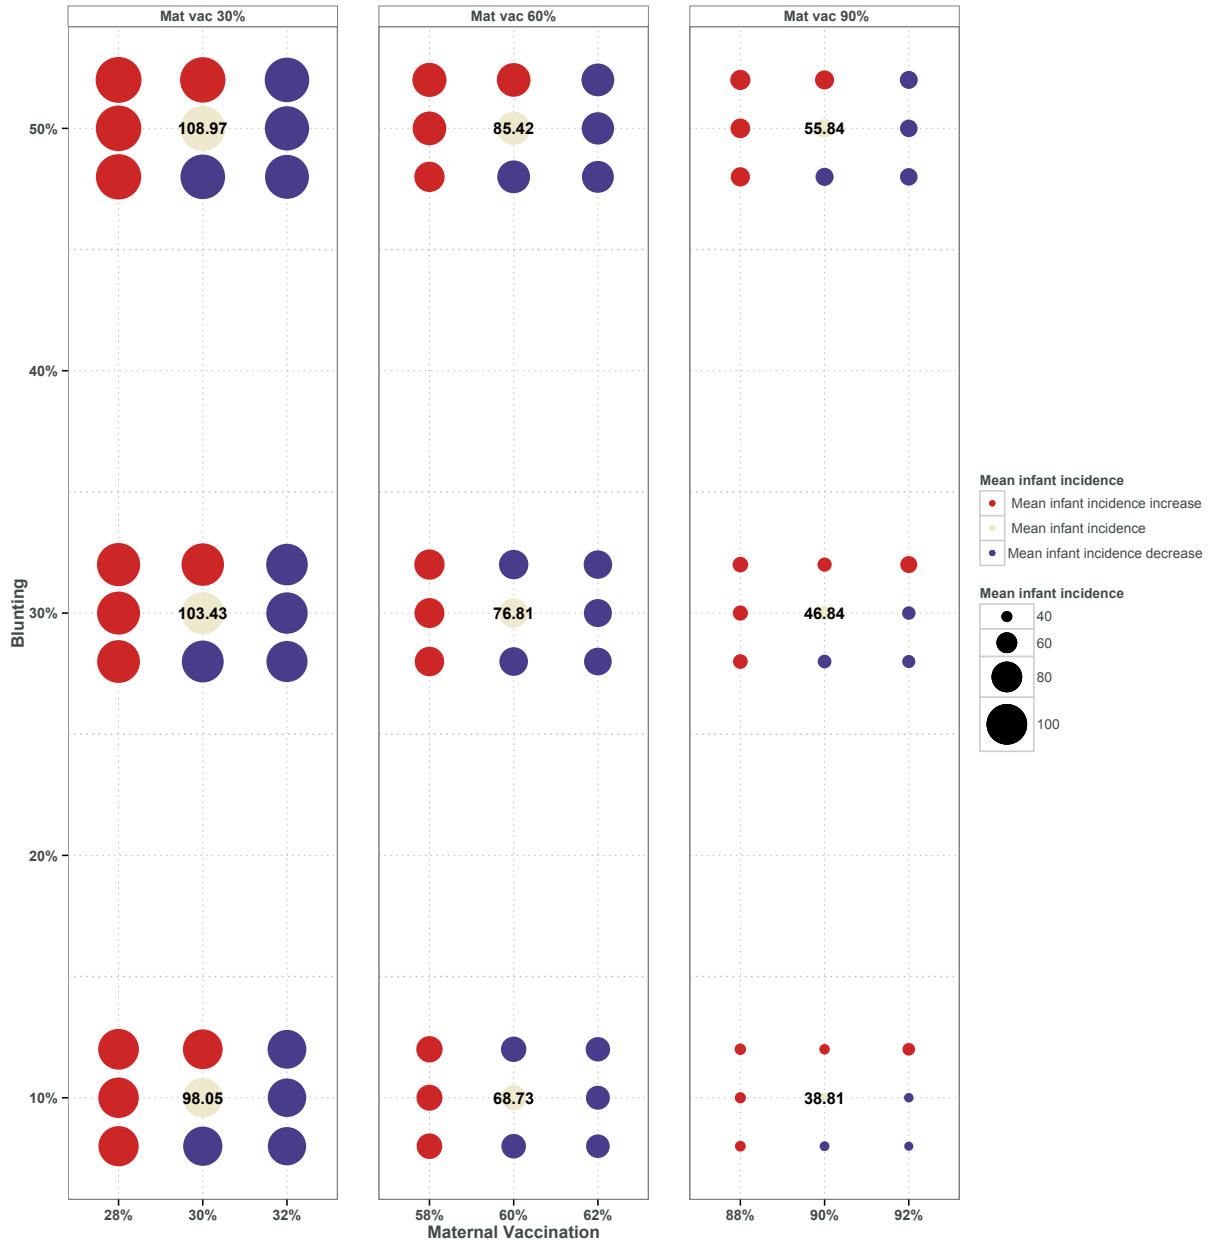 Mat vac 30%
Mat vac 60%
Mat vac 90%
50%
108.97
85.42
55.84
40%
Mean infant incidence
Mean infant incidence increase
Mean infant incidence
Mean infant incidence decrease
Mean infant incidence
40
60
80
100
Blunting
30%
103.43
76.81
46.84
20%
10%
98.05
68.73
38.81
28%
30%
32%
58%
60%
62%
88%
90%
92%
Maternal Vaccination